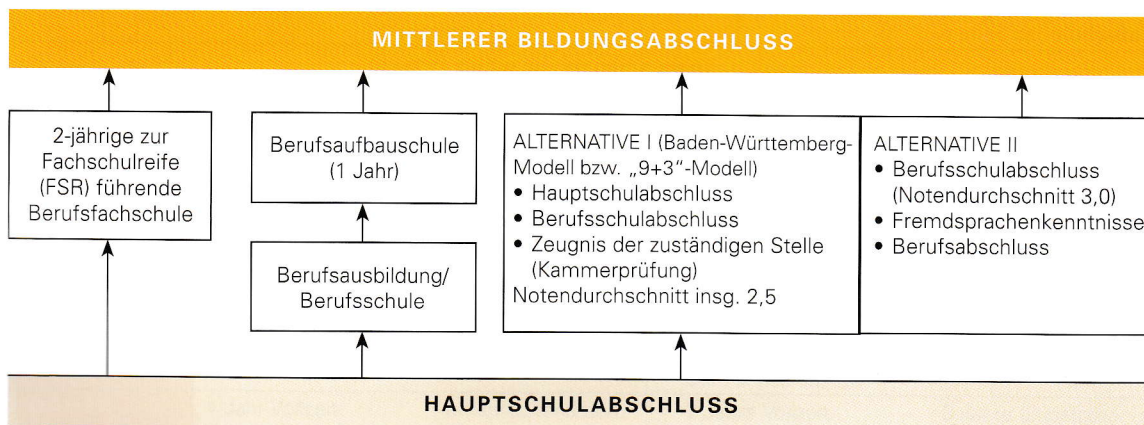 MITTLERER BILDUNGSABSCHLUSS
2-jährige zur
Fachschulreife
(FSR) führende
Berufsfachschule
Berufsaufbauschule
(1 Jahr)
Berufsausbildung/
Berufsschule
ALTERNATIVE I (Baden-Württemberg-
Modell bzw. „9+3“-Modell)
• Hauptschulabschluss
• Berufsschulabschluss
• Zeugnis der zuständigen Stelle
(Kammerprüfung)
Notendurchschnitt insg. 2,5
ALTERNATIVE II
• Berufsschulabschluss
(Notendurchschnitt 3,0)
• Fremdsprachenkenntnisse
• Berufsabschluss
HAUPTSCHULABSCHLUSS